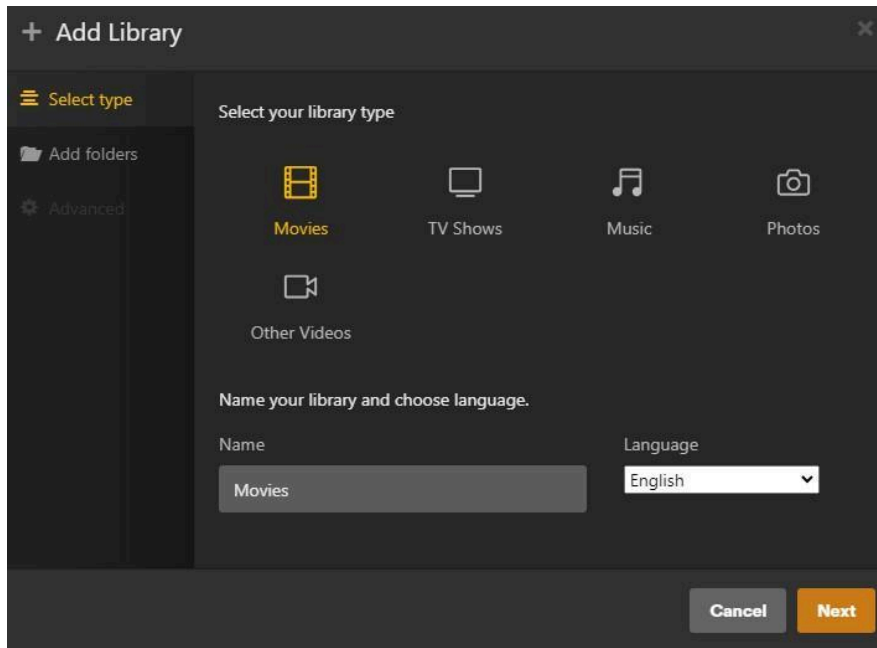 Add Library
Select type
Add folders
Advanced
Select your library type
Movies TV Shows Music Photos
Other Videos
Name your library and choose language.
Name Language
Movies English
Cancel Next